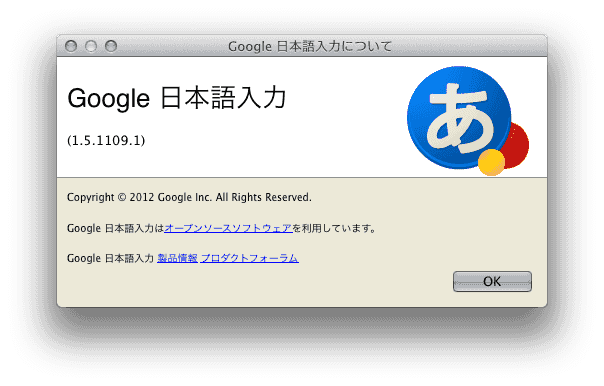 Google 日本語入力について
Google 日本語入力
(1.5.1109.1)
あ
Copyright © 2012 Google Inc. All Rights Reserved.
Google 日本語入力はオープンソースソフトウェアを利用しています。
Google 日本語入力 製品情報 プロダクトフォーラム
OK